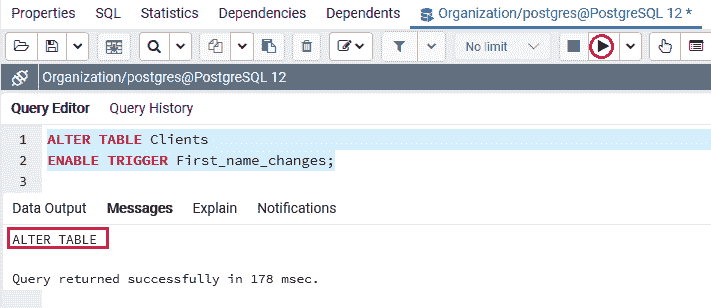 Properties SQL Statistics Dependencies Dependents Organization/postgres@PostgreSQL 12 *
No limit
Organization/postgres@PostgreSQL 12
Query Editor Query History
1 ALTER TABLE Clients
2 ENABLE TRIGGER First_name_changes;
3
Data Output Messages Explain Notifications
ALTER TABLE
Query returned successfully in 178 msec.